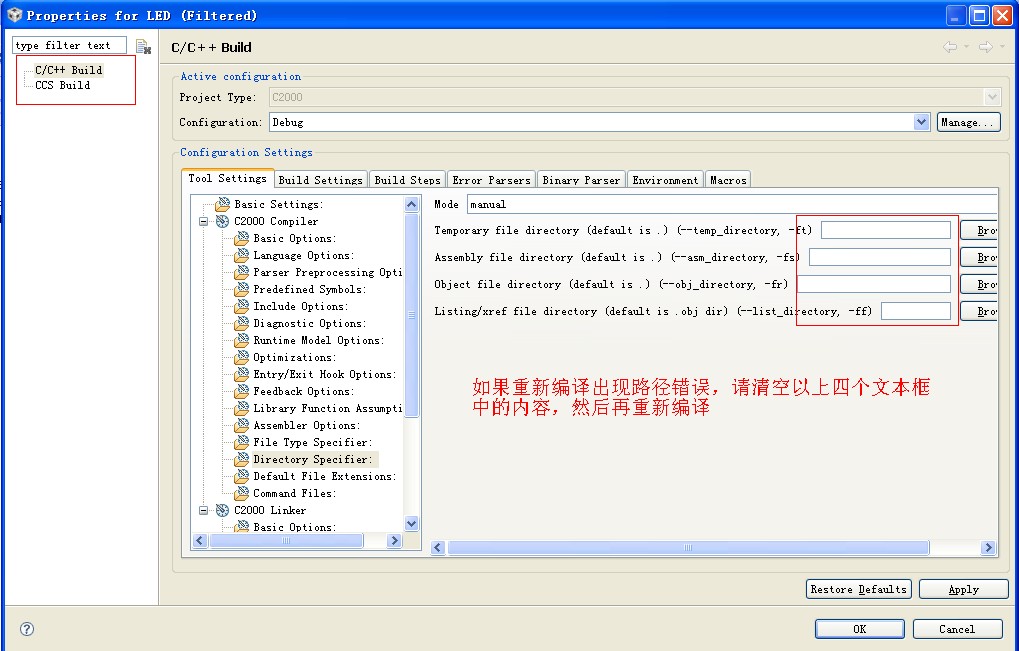 Properties for LED (Filtered)
type filter text
C/C++ Build
CCS Build
C/C++ Build
Active configuration
Project Type: C2000
Configuration: Debug
Manage...
Configuration Settings
Tool Settings Build Settings Build Steps Error Parsers Binary Parser Environment Macros
Basic Settings:
C2000 Compiler
Basic Options:
Language Options:
Parser Preprocessing Opti
Predefined Symbols:
Include Options:
Diagnostic Options:
Runtime Model Options:
Optimizations:
Entry/Exit Hook Options:
Feedback Options:
Library Function Assumpti
Assembler Options:
File Type Specifier:
Directory Specifier:
Default File Extensions:
Command Files:
C2000 Linker
Basic Options:
Mode manual
Temporary file directory (default is .) (--temp_directory, -ft) Bro
Assembly file directory (default is .) (--asm_directory, -fs) Bro
Object file directory (default is .) (--obj_directory, -fr) Bro
Listing/xref file directory (default is .obj dir) (--list_directory, -ff) Bro
如果重新编译出现路径错误，请清空以上四个文本框
中的内容，然后再重新编译
Restore Defaults Apply
OK Cancel